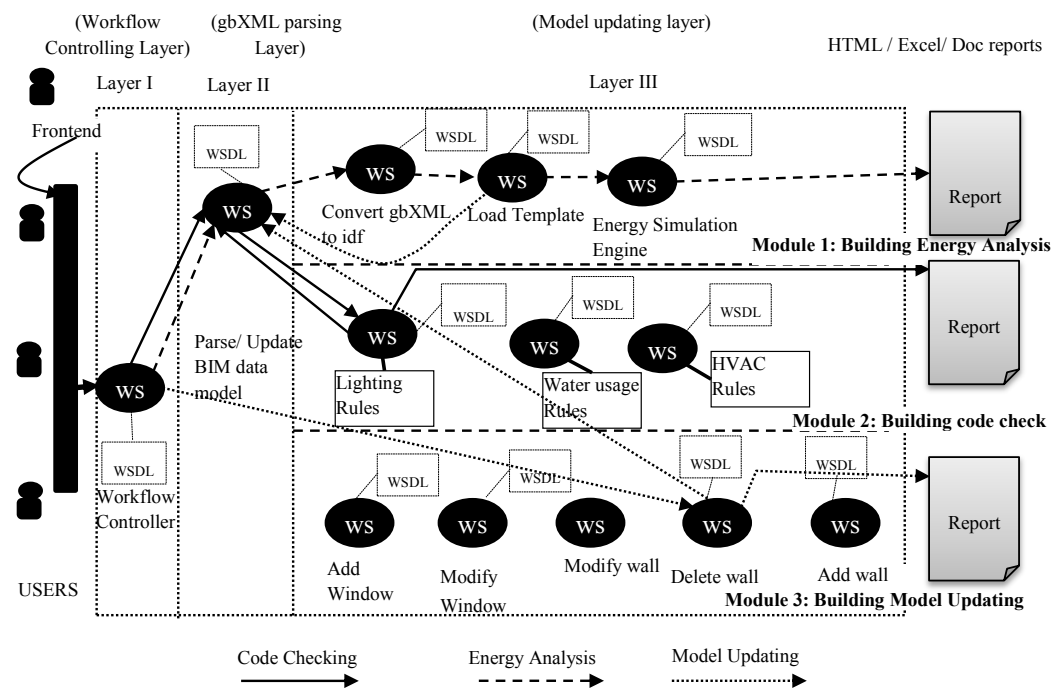 (Workflow
Controlling Layer)
(gbXML parsing
Layer)
(Model updating layer)
HTML / Excel/ Doc reports
Layer I
Layer II
Layer III
Frontend
WSDL
WSDL
WSDL
WSDL
WS
WS
WS
WS
Convert gbXML
to idf
Load Template
Energy Simulation
Engine
Report
Module 1: Building Energy Analysis
WSDL
WSDL
WSDL
WS
WS
WS
Parse/ Update
BIM data
model
Lighting
Rules
Water usage
Rules
HVAC
Rules
Report
Module 2: Building code check
WS
WSDL
Workflow
Controller
WSDL
WSDL
WSDL
WSDL
WS
WS
WS
WS
WS
Add
Window
Modify
Window
Modify wall
Delete wall
Add wall
Report
Module 3: Building Model Updating
USERS
Code Checking
Energy Analysis
Model Updating